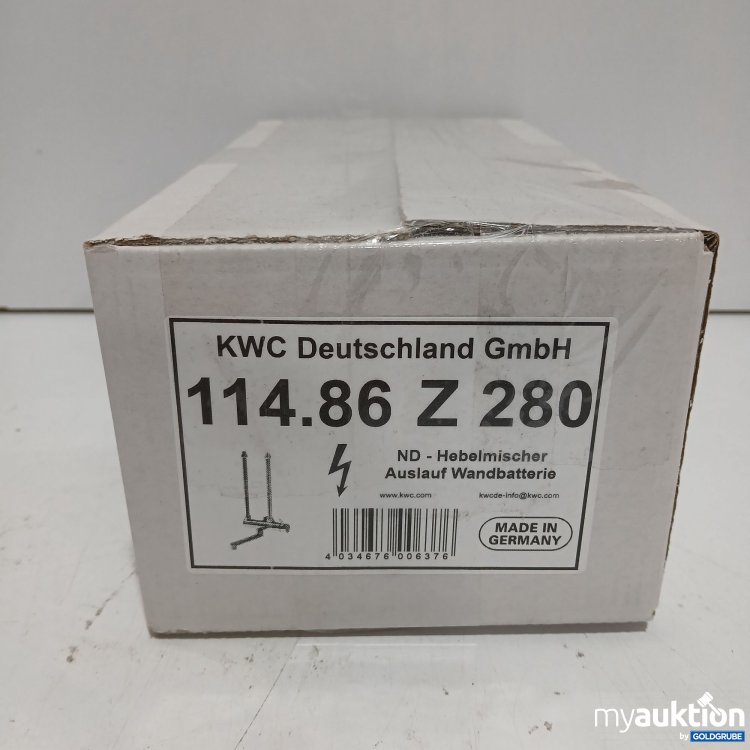 KWC Deutschland GmbH
114.86 Z 280
ND - Hebelmischer
Auslauf Wandbatterie
www.kwc.com kwcde-info@kwc.com
MADE IN
GERMANY
4 034676 006376
myauktion
by GOLDGRUBE